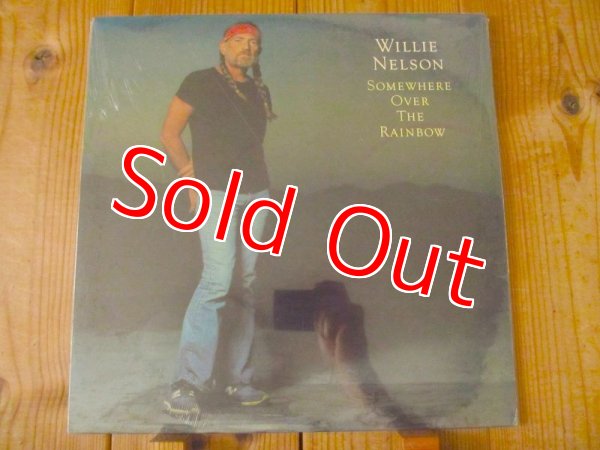 WILLIE
NELSON
SOMEWHERE
OVER
THE
RAINBOW
Sold Out